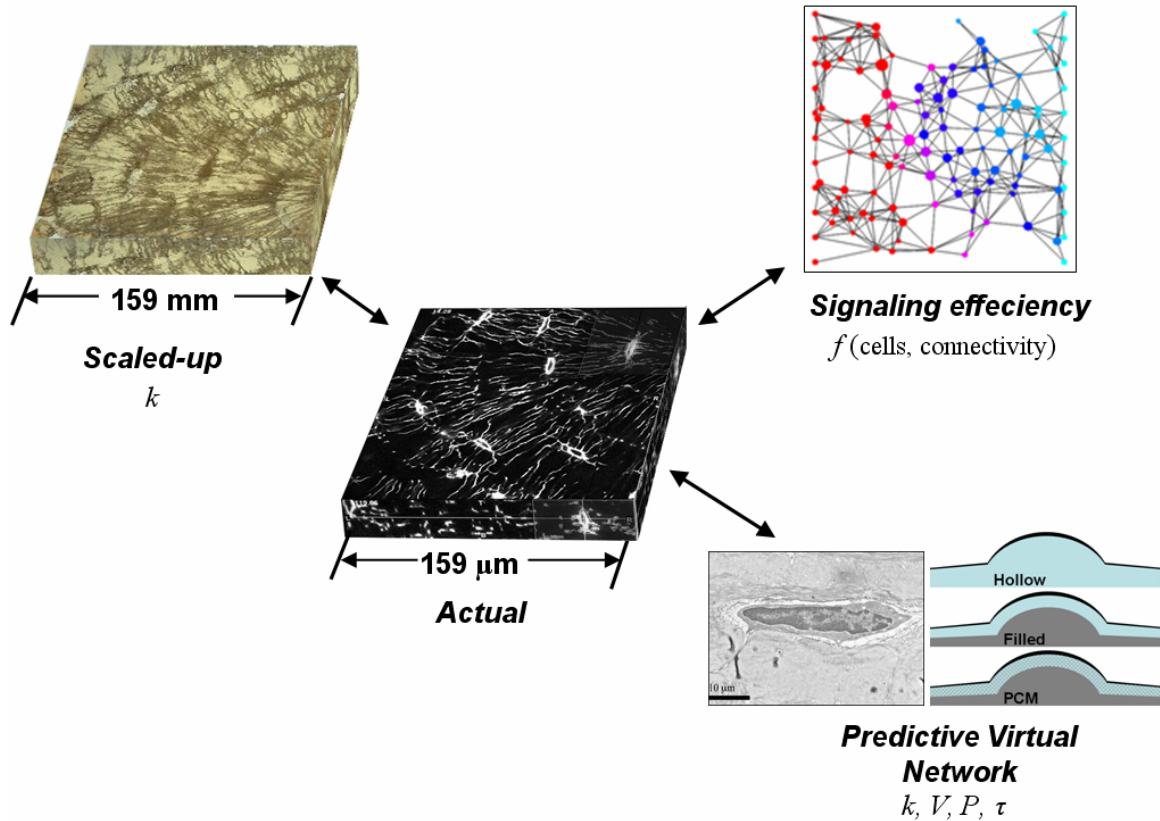 159 mm
Scaled-up
k
Signaling effeciency
f (cells, connectivity)
159 μm
Actual
10 μm
Hollow
Filled
PCM
Predictive Virtual
Network
k, V, P, τ